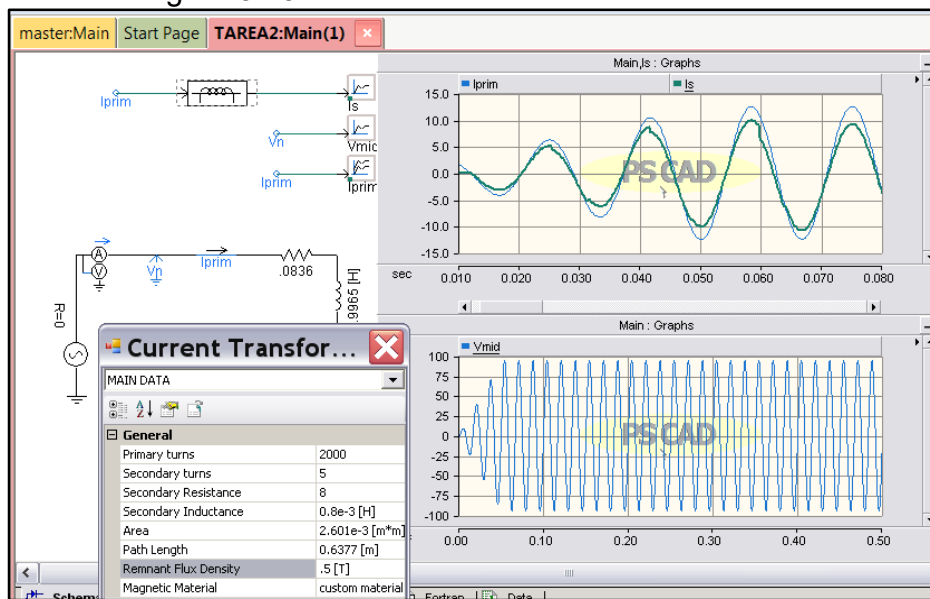 master:Main Start Page TAREA2:Main(1)
Main,Is : Graphs
Iprim Is
15.0
10.0
5.0
0.0
-5.0
-10.0
-15.0
PSCAD
sec 0.010 0.020 0.030 0.040 0.050 0.060 0.070 0.080
Iprim
Is
Vn
Vmid
Iprim
Iprim
A
V
Vn
Iprim
.0836
R=0
Main : Graphs
Vmid
100
75
50
25
0
-25
-50
-75
-100
PSCAD
0.00 0.10 0.20 0.30 0.40 0.50
Current Transfor...
MAIN DATA
General
Primary turns 2000
Secondary turns 5
Secondary Resistance 8
Secondary Inductance 0.8e-3 [H]
Area 2.601e-3 [m*m]
Path Length 0.6377 [m]
Remnant Flux Density .5 [T]
Magnetic Material custom material
Fortran Data